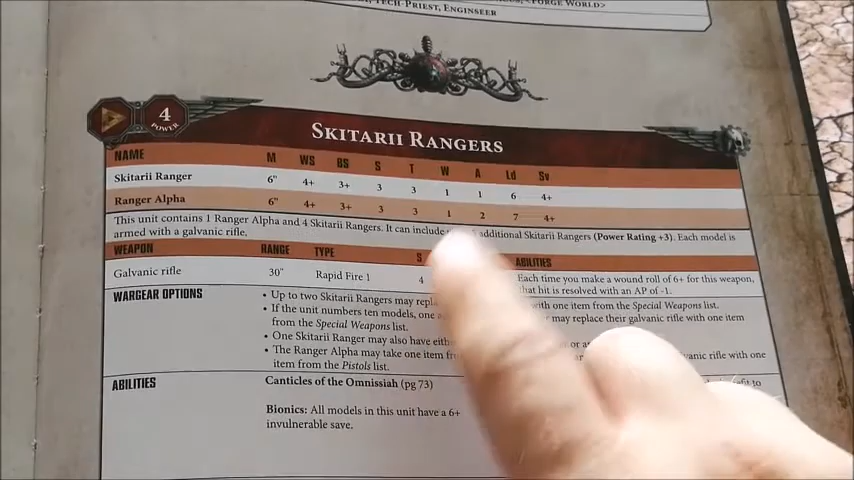 TECH-PRIEST, ENGINSEER
<FORGE WORLD>
4
POWER
SKITARII RANGERS
NAME M WS BS S T W A Ld Sv
Skitarii Ranger 6" 4+ 3+ 3 3 1 1 6 4+
Ranger Alpha 6" 4+ 3+ 3 3 1 2 7 4+
This unit contains 1 Ranger Alpha and 4 Skitarii Rangers. It can include additional Skitarii Rangers (Power Rating +3). Each model is
armed with a galvanic rifle.
WEAPON RANGE TYPE S ABILITIES
Galvanic rifle 30" Rapid Fire 1 4 Each time you make a wound roll of 6+ for this weapon,
that hit is resolved with an AP of -1.
WARGEAR OPTIONS • Up to two Skitarii Rangers may replace with one item from the Special Weapons list.
• If the unit numbers ten models, one may replace their galvanic rifle with one item
from the Special Weapons list.
• One Skitarii Ranger may also have either
• The Ranger Alpha may take one item galvanic rifle with one
item from the Pistols list.
ABILITIES Canticles of the Omnissiah (pg 73)
Bionics: All models in this unit have a 6+
invulnerable save.